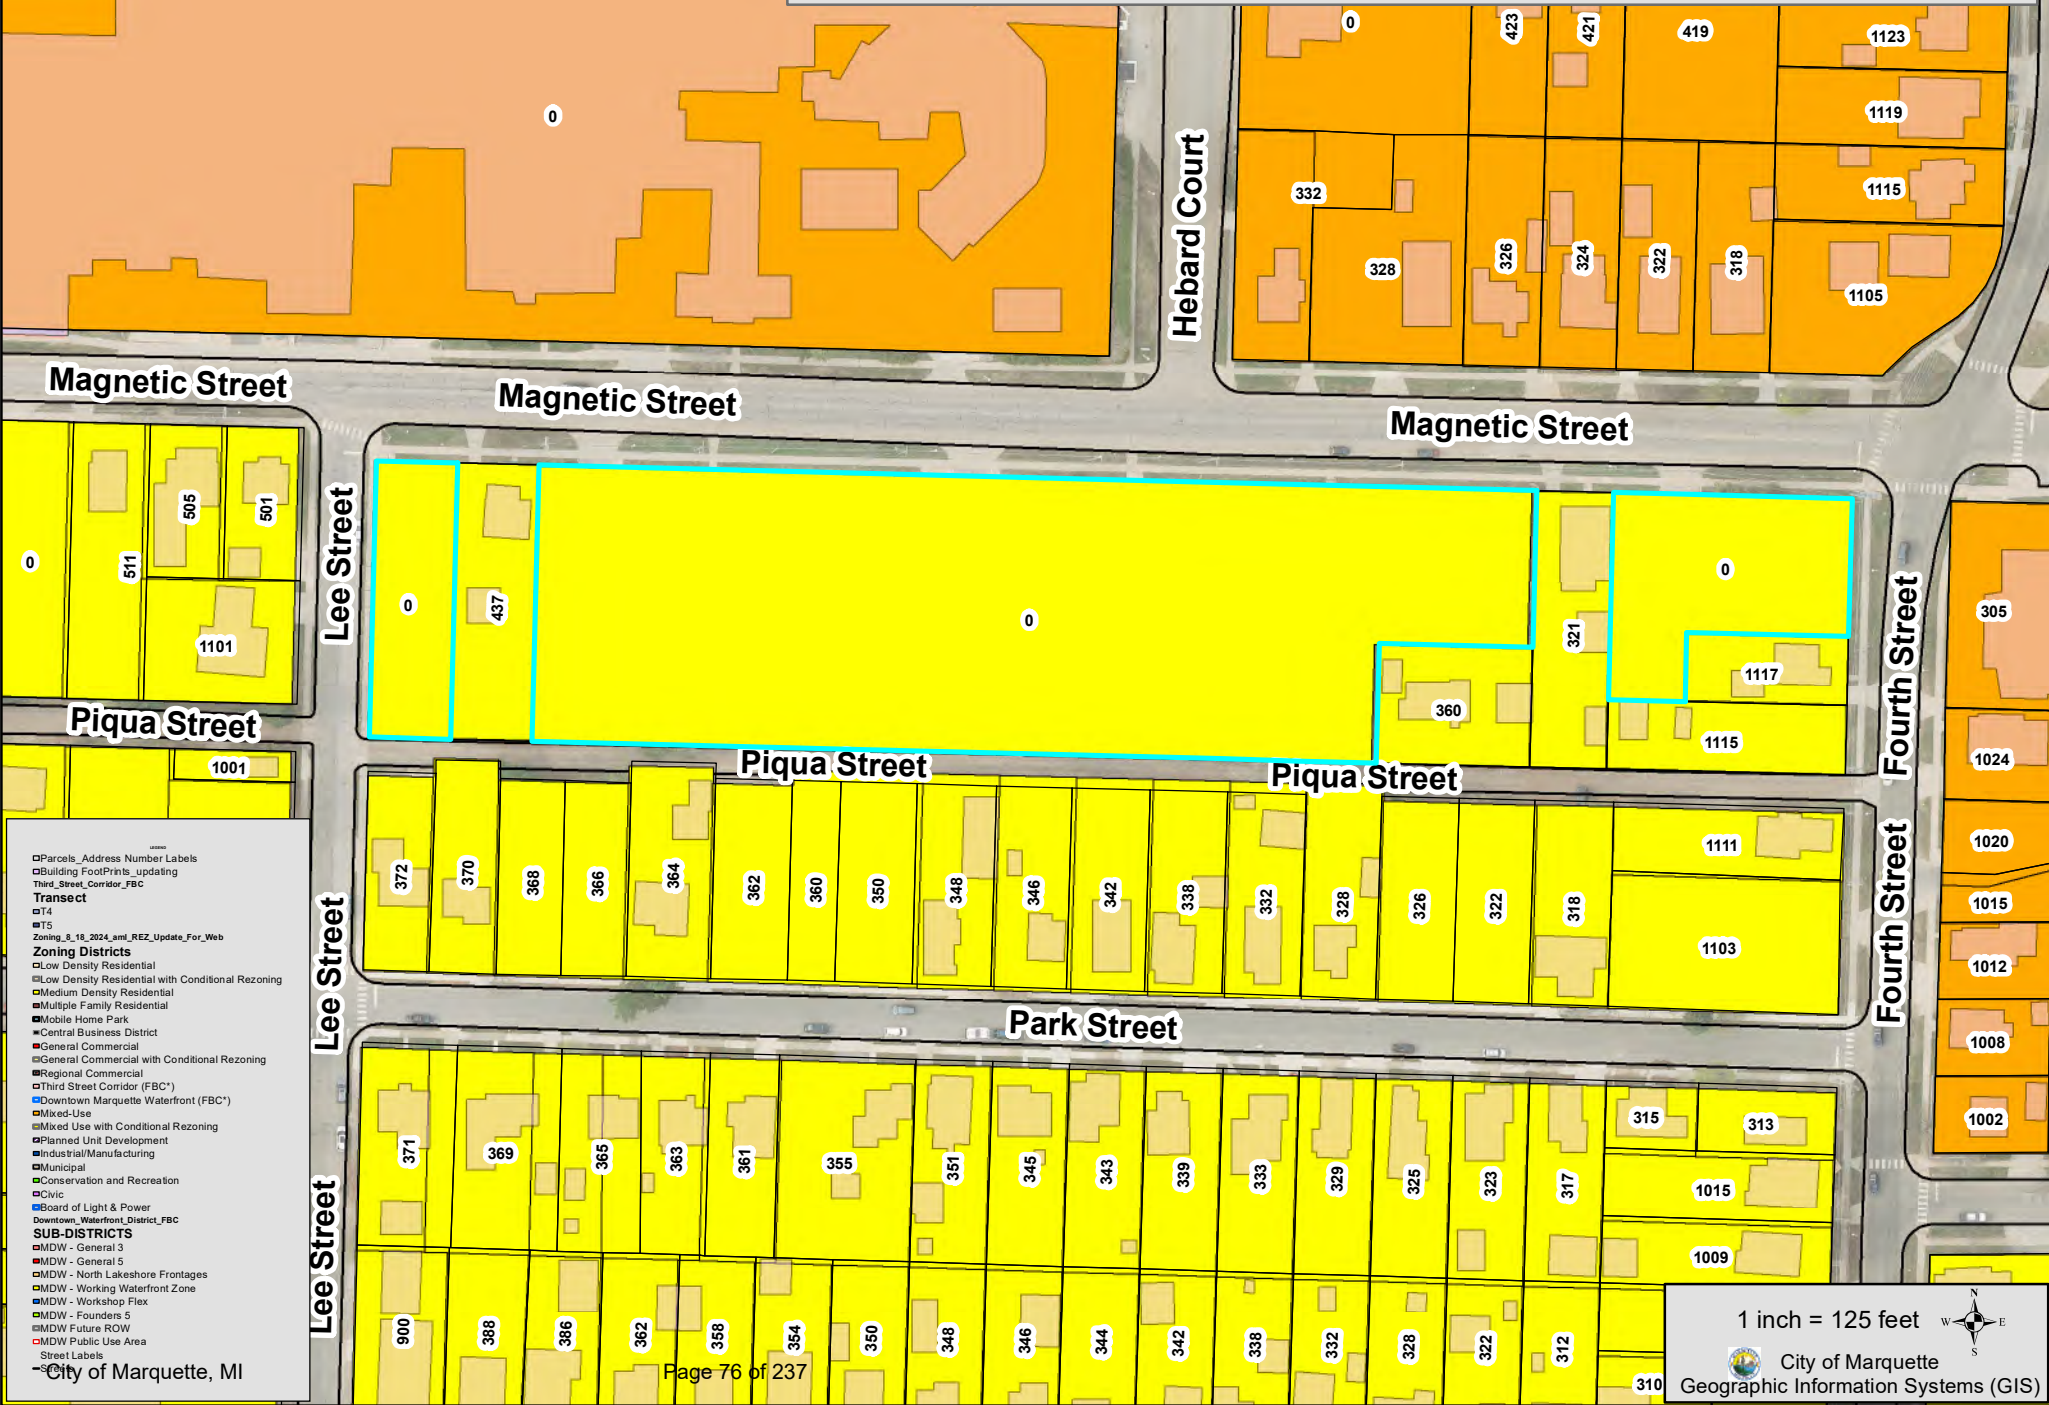 0
423
421
419
1123
1119
1115
1105
0
332
328
326
324
322
318
Hebard Court
Magnetic Street
Magnetic Street
Magnetic Street
0
511
505
501
1101
Lee Street
0
437
0
321
0
360
1117
1115
305
Fourth Street
1024
1020
1015
1012
1008
1002
Piqua Street
Piqua Street
Piqua Street
1001
372
370
368
366
364
362
360
350
348
346
342
338
332
328
326
322
318
1111
1103
Fourth Street
Lee Street
Park Street
371
369
365
363
361
355
351
345
343
339
333
329
325
323
317
315
313
1015
1009
Lee Street
900
388
386
362
358
354
350
348
346
344
342
338
332
328
322
312
310
LEGEND
Parcels_Address Number Labels
Building FootPrints_updating
Third_Street_Corridor_FBC
Transect
T4
T5
Zoning_8_18_2024_aml_REZ_Update_For_Web
Zoning Districts
Low Density Residential
Low Density Residential with Conditional Rezoning
Medium Density Residential
Multiple Family Residential
Mobile Home Park
Central Business District
General Commercial
General Commercial with Conditional Rezoning
Regional Commercial
Third Street Corridor (FBC*)
Downtown Marquette Waterfront (FBC*)
Mixed-Use
Mixed Use with Conditional Rezoning
Planned Unit Development
Industrial/Manufacturing
Municipal
Conservation and Recreation
Civic
Board of Light & Power
Downtown_Waterfront_District_FBC
SUB-DISTRICTS
MDW - General 3
MDW - General 5
MDW - North Lakeshore Frontages
MDW - Working Waterfront Zone
MDW - Workshop Flex
MDW - Founders 5
MDW Future ROW
MDW Public Use Area
Street Labels
Streets
City of Marquette, MI
Page 76 of 237
1 inch = 125 feet
N
W
E
S
City of Marquette
Geographic Information Systems (GIS)